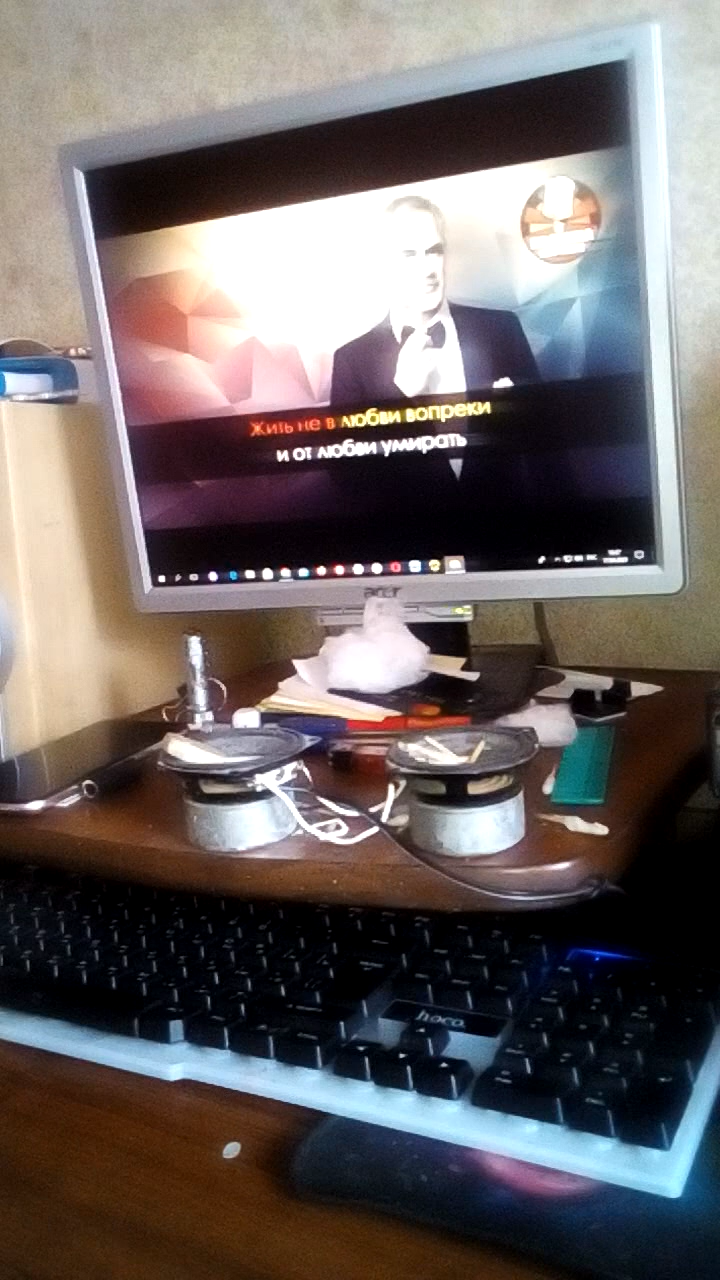 Жить не в любви вопреки
и от любви умирать
acer
hoco.